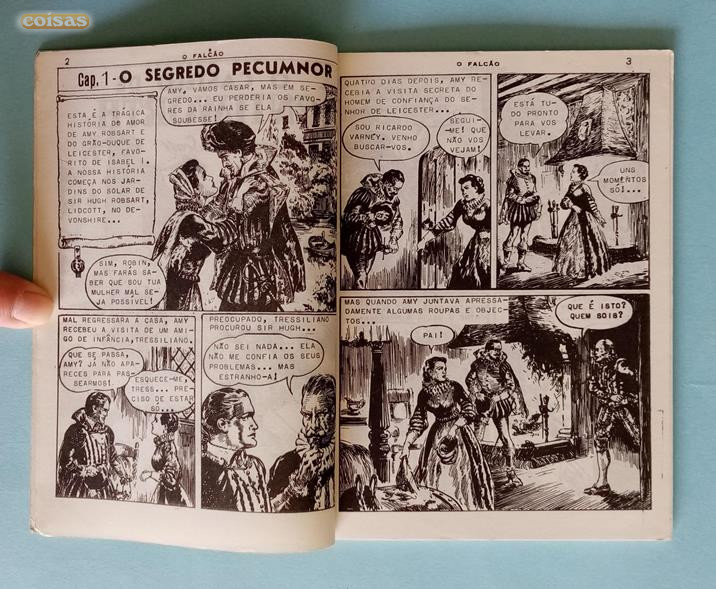 coisas
2
O FALCÃO
Cap. 1 - O SEGREDO PECUMNOR
ESTA É A TRÁGICA
HISTÓRIA DO AMOR
DE AMY ROBSART E
DO GRÃO-DUQUE DE
LEICESTER, FAVO-
RITO DE ISABEL I.
A NOSSA HISTÓRIA
COMEÇA NOS JAR-
DINS DO SOLAR DE
SIR HUGH ROBSART,
LIDCOTT, NO DE-
VONSHIRE...
AMY, VAMOS CASAR, MAS EM SE-
GREDO... EU PERDERIA OS FAVO-
RES DA RAINHA SE ELA
SOUBESSE!
SIM, ROBIN,
MAS FARÁS SA-
BER QUE SOU TUA
MULHER MAL SE-
JA POSSÍVEL!
MAL REGRESSARA A CASA, AMY
RECEBEU A VISITA DE UM AMI-
GO DE INFÂNCIA, TRESSILIANO.
QUE SE PASSA,
AMY? JÁ NÃO APA-
RECES PARA PAS-
SEARMOS!
ESQUECE-ME,
TRESS... PRE-
CISO DE ESTAR
SÓ...
PREOCUPADO, TRESSILIANO
PROCUROU SIR HUGH...
NÃO SEI NADA... ELA
NÃO ME CONFIA OS SEUS
PROBLEMAS... MAS
ESTRANHO-A!
O FALCÃO
3
QUATRO DIAS DEPOIS, AMY RE-
CEBIA A VISITA SECRETA DO
HOMEM DE CONFIANÇA DO SE-
NHOR DE LEICESTER...
SOU RICARDO
VARNEY. VENHO
BUSCAR-VOS.
SEGUI-
ME! QUE
NÃO VOS
VEJAM!
ESTÁ TU-
DO PRONTO
PARA VOS
LEVAR.
UNS
MOMENTOS
SÓ!...
MAS QUANDO AMY JUNTAVA APRESSA-
DAMENTE ALGUMAS ROUPAS E OBJEC-
TOS...
PAI!
QUE É ISTO?
QUEM SOIS?